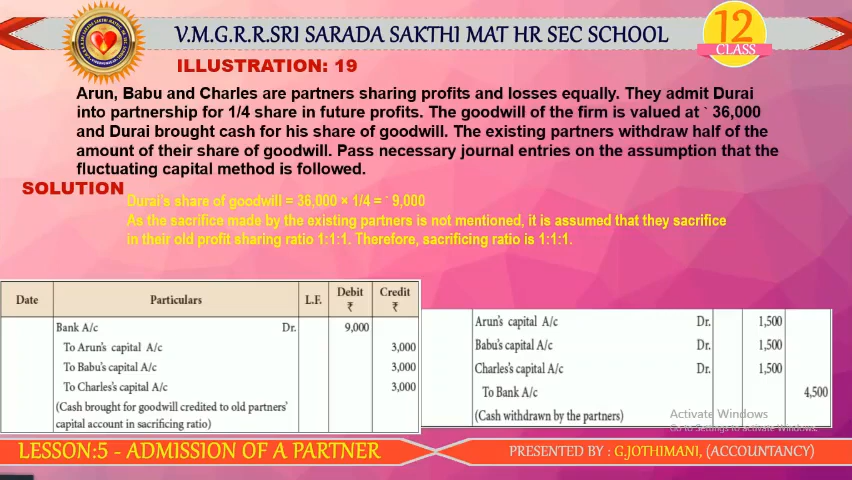 V.M.G.R.R.SRI SARADA SAKTHI MAT HR SEC SCHOOL
12
CLASS
ILLUSTRATION: 19
Arun, Babu and Charles are partners sharing profits and losses equally. They admit Durai
into partnership for 1/4 share in future profits. The goodwill of the firm is valued at ` 36,000
and Durai brought cash for his share of goodwill. The existing partners withdraw half of the
amount of their share of goodwill. Pass necessary journal entries on the assumption that the
fluctuating capital method is followed.
SOLUTION
Durai's share of goodwill = 36,000 × 1/4 = ` 9,000
As the sacrifice made by the existing partners is not mentioned, it is assumed that they sacrifice
in their old profit sharing ratio 1:1:1. Therefore, sacrificing ratio is 1:1:1.
Date Particulars L.F. Debit ₹ Credit ₹
Bank A/c Dr. 9,000
To Arun's capital A/c 3,000
To Babu's capital A/c 3,000
To Charles's capital A/c 3,000
(Cash brought for goodwill credited to old partners'
capital account in sacrificing ratio)
Arun's capital A/c Dr. 1,500
Babu's capital A/c Dr. 1,500
Charles's capital A/c Dr. 1,500
To Bank A/c 4,500
(Cash withdrawn by the partners)
Activate Windows
Go to Settings to activate Windows.
LESSON:5 - ADMISSION OF A PARTNER
PRESENTED BY : G.JOTHIMANI, (ACCOUNTANCY)